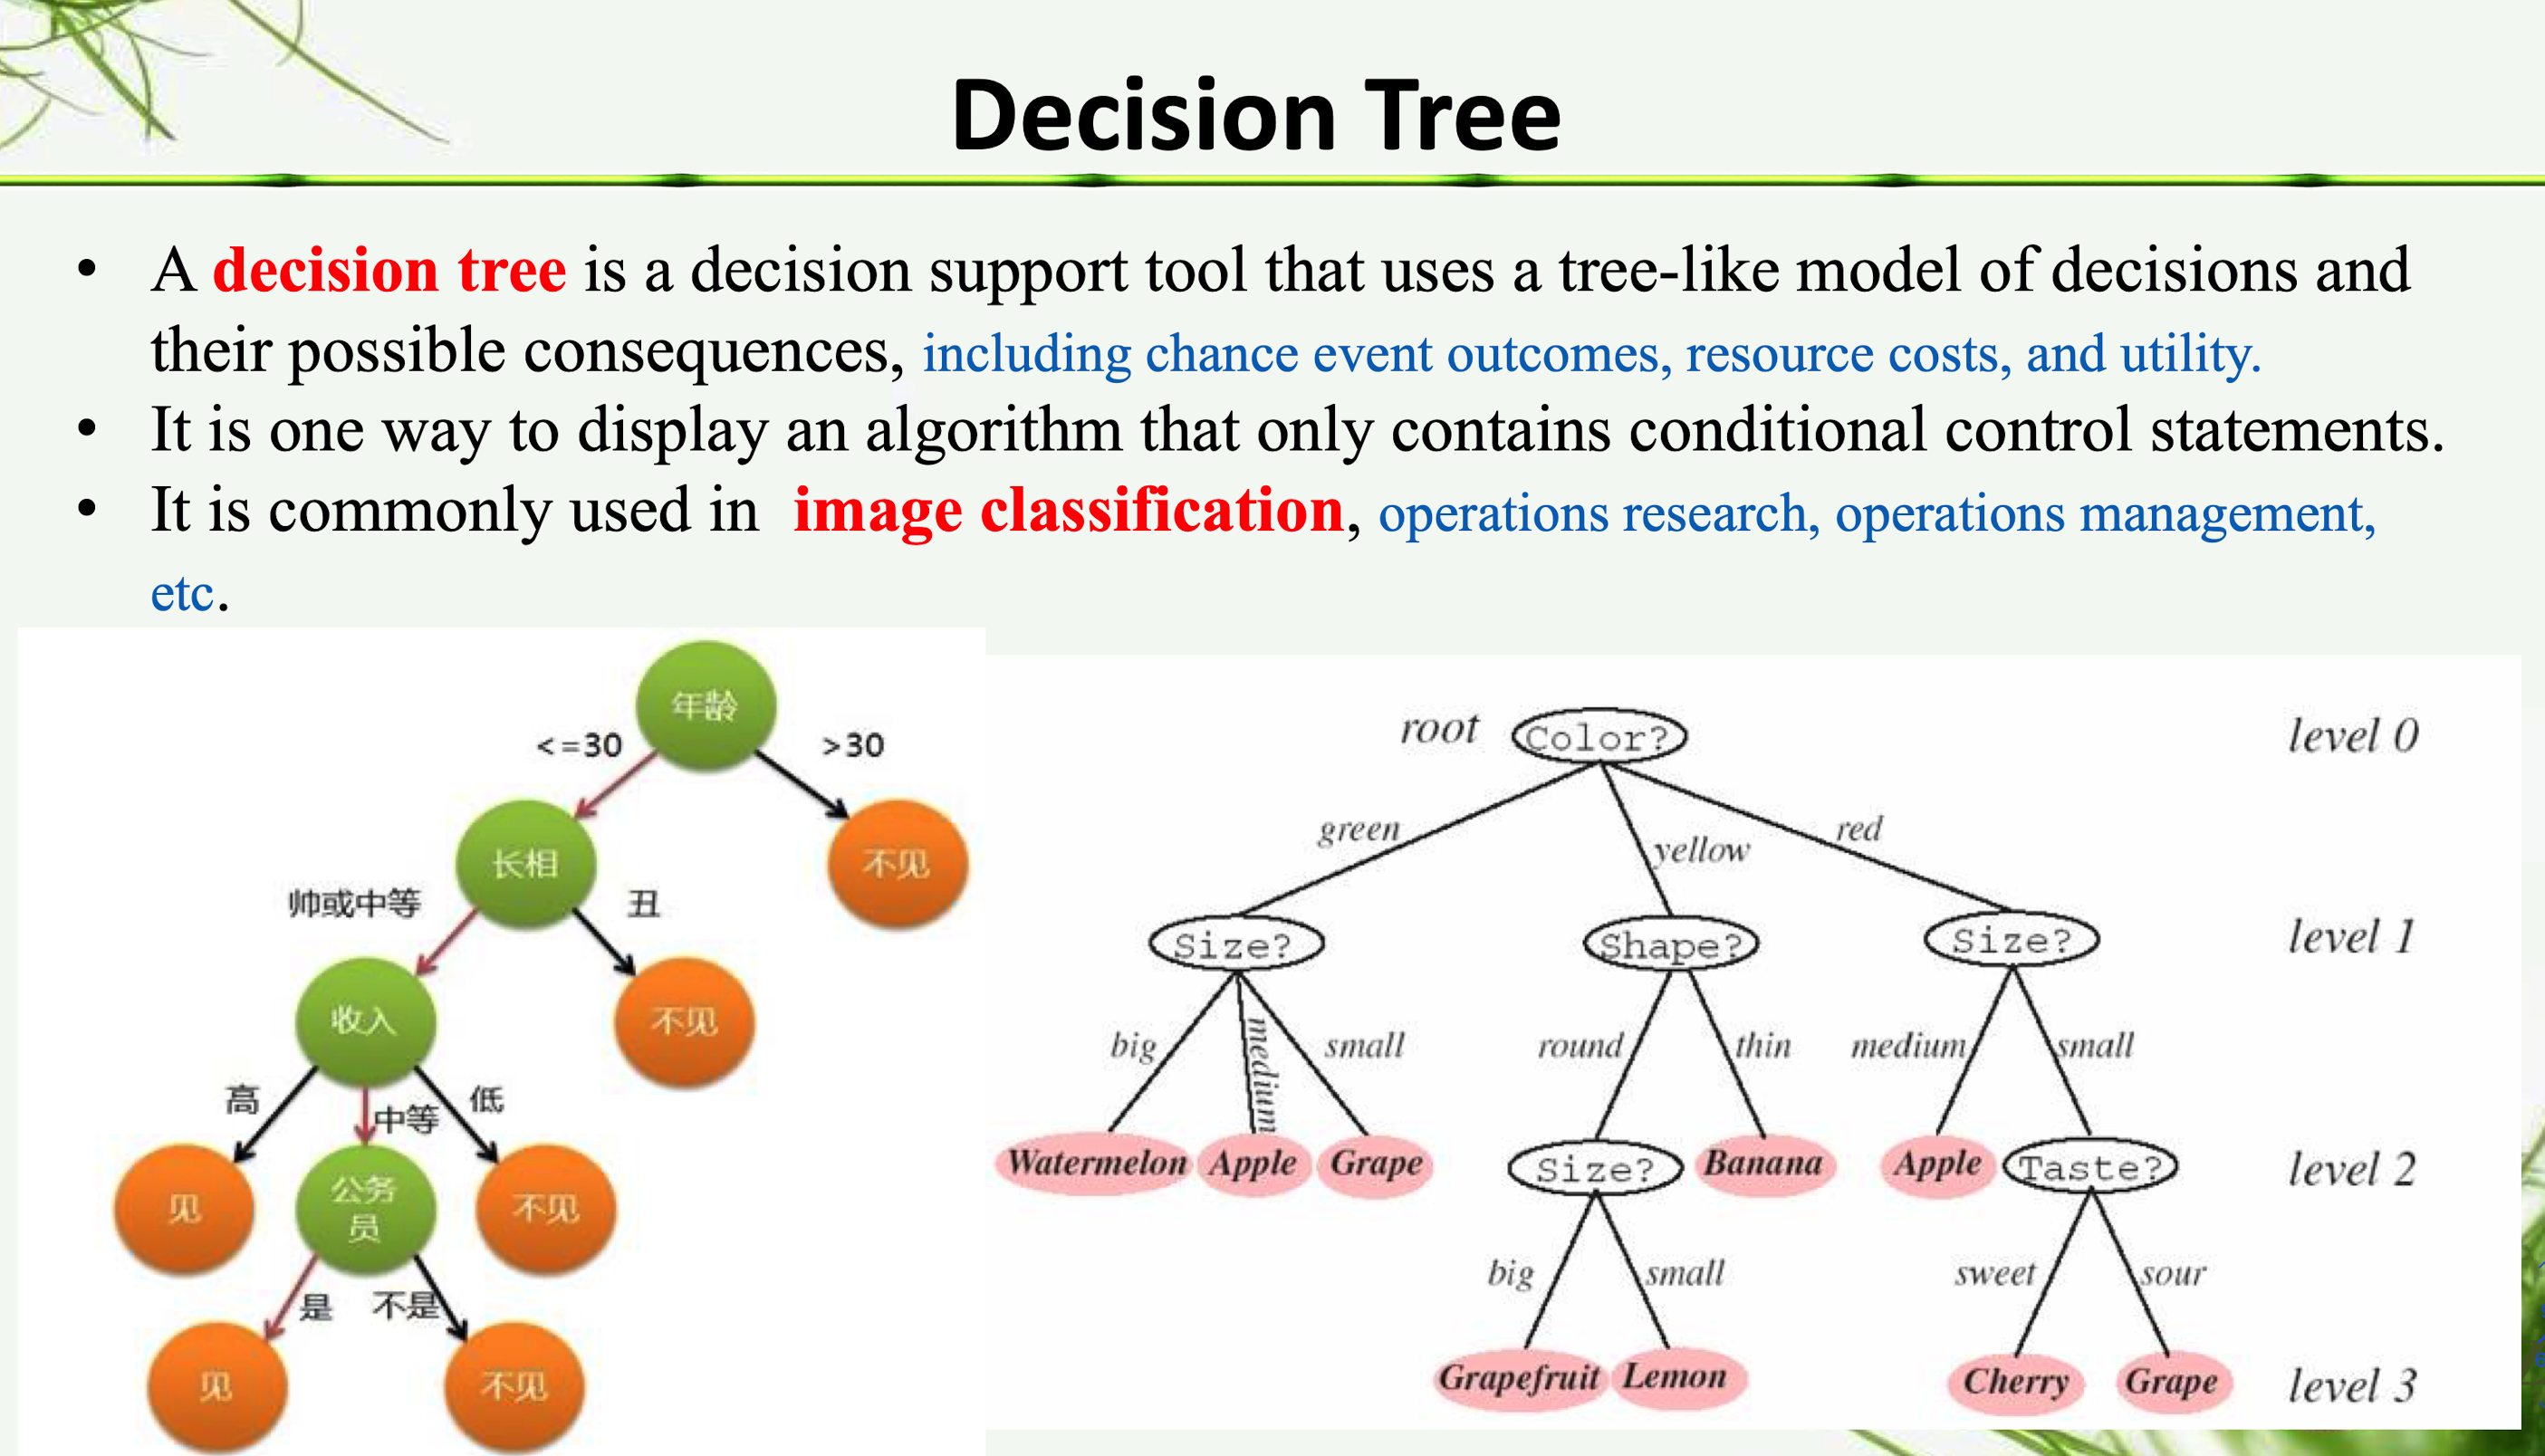 Decision Tree
• A decision tree is a decision support tool that uses a tree-like model of decisions and
their possible consequences, including chance event outcomes, resource costs, and utility.
• It is one way to display an algorithm that only contains conditional control statements.
• It is commonly used in image classification, operations research, operations management,
etc.
年龄
<=30
>30
长相
不见
帅或中等
丑
收入
不见
高
中等
低
见
公务
员
不见
是
不是
见
不见
root
Color?
level 0
green
yellow
red
Size?
Shape?
Size?
level 1
big
medium
small
round
thin
medium
small
Watermelon
Apple
Grape
Size?
Banana
Apple
Taste?
level 2
big
small
sweet
sour
Grapefruit
Lemon
Cherry
Grape
level 3